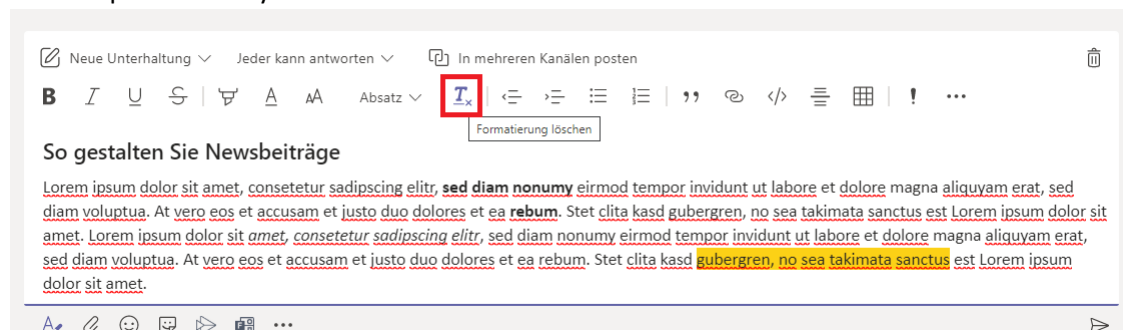 Neue Unterhaltung Jeder kann antworten In mehreren Kanälen posten
B I U S A AA Absatz T× </> ! ...
Formatierung löschen
So gestalten Sie Newsbeiträge
Lorem ipsum dolor sit amet, consetetur sadipscing elitr, sed diam nonumy eirmod tempor invidunt ut labore et dolore magna aliquyam erat, sed
diam voluptua. At vero eos et accusam et justo duo dolores et ea rebum. Stet clita kasd gubergren, no sea takimata sanctus est Lorem ipsum dolor sit
amet. Lorem ipsum dolor sit amet, consetetur sadipscing elitr, sed diam nonumy eirmod tempor invidunt ut labore et dolore magna aliquyam erat,
sed diam voluptua. At vero eos et accusam et justo duo dolores et ea rebum. Stet clita kasd gubergren, no sea takimata sanctus est Lorem ipsum
dolor sit amet.